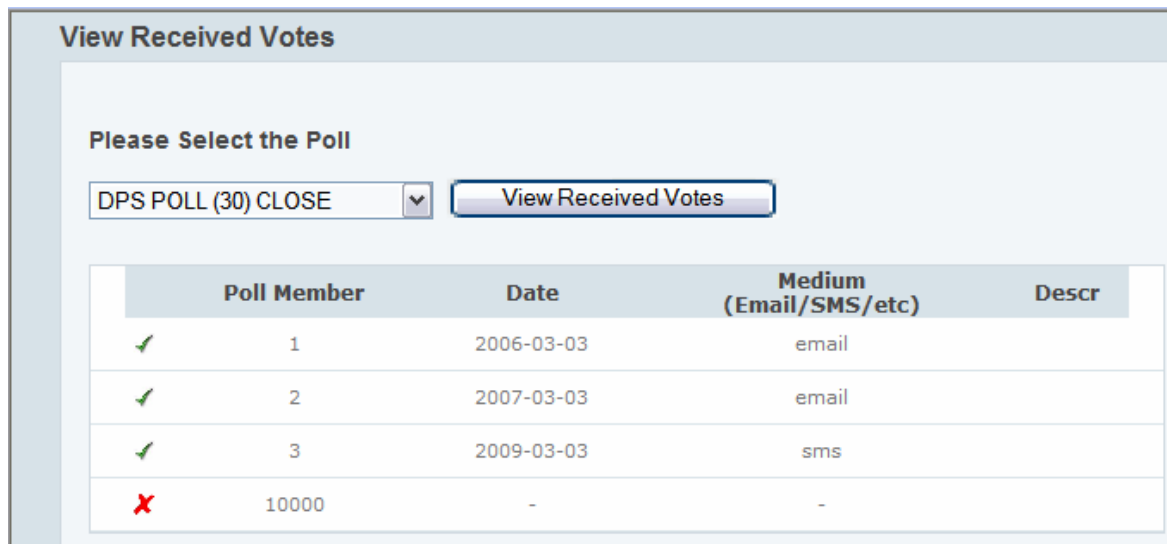 View Received Votes
Please Select the Poll
DPS POLL (30) CLOSE View Received Votes
Poll Member Date Medium (Email/SMS/etc) Descr
1 2006-03-03 email
2 2007-03-03 email
3 2009-03-03 sms
10000 - -